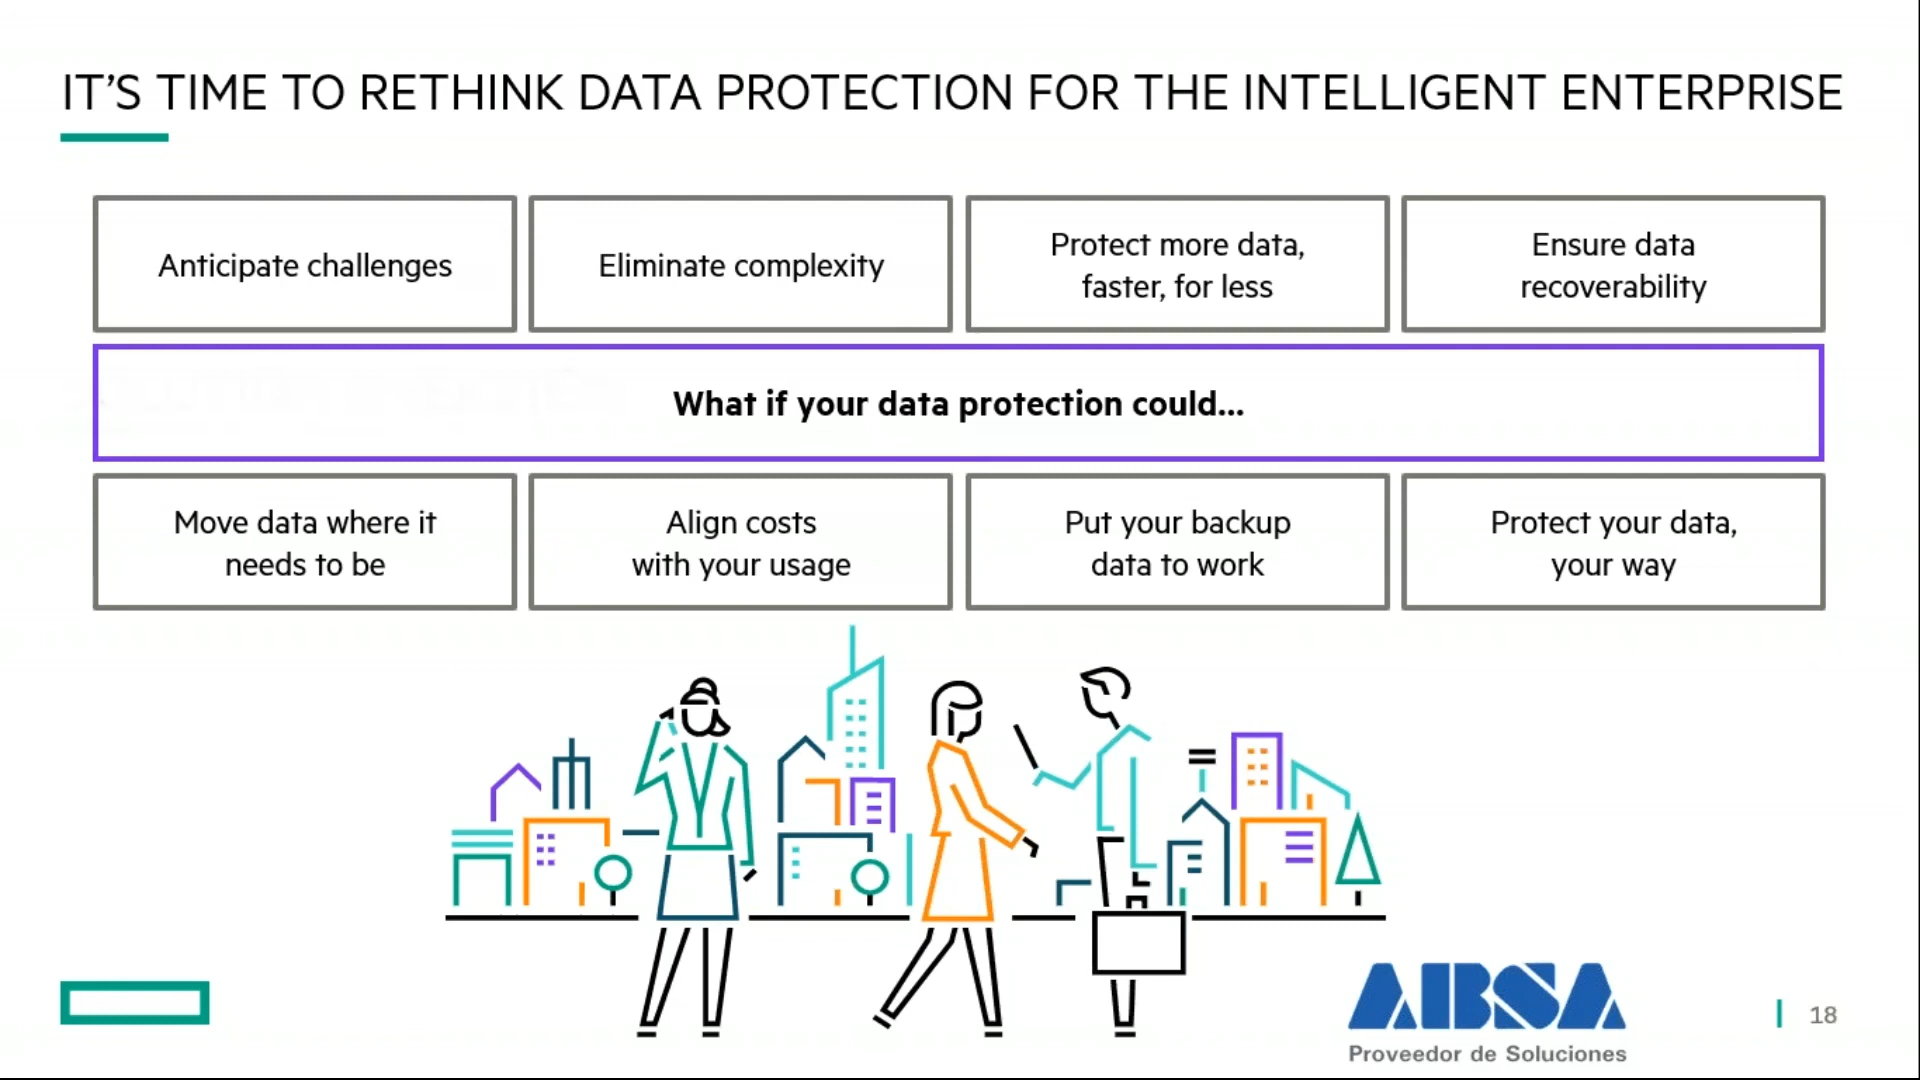 IT'S TIME TO RETHINK DATA PROTECTION FOR THE INTELLIGENT ENTERPRISE
Anticipate challenges
Eliminate complexity
Protect more data,
faster, for less
Ensure data
recoverability
What if your data protection could...
Move data where it
needs to be
Align costs
with your usage
Put your backup
data to work
Protect your data,
your way
ABSA
Proveedor de Soluciones
18